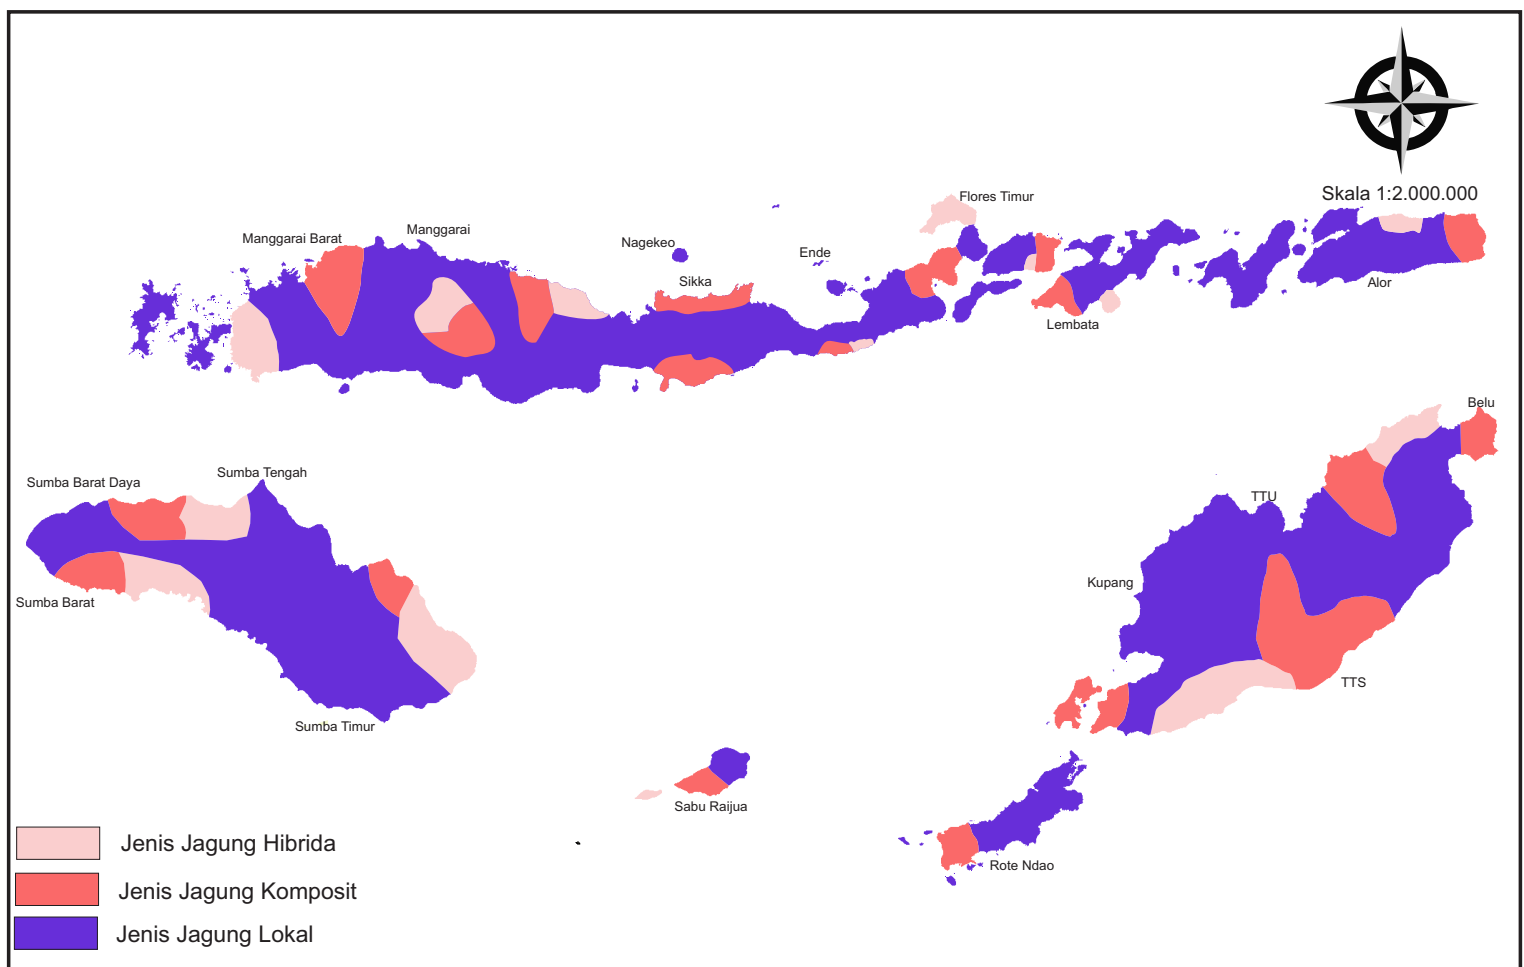 Skala 1:2.000.000
Flores Timur
Manggarai
Manggarai Barat
Nagekeo
Ende
Sikka
Alor
Lembata
Belu
Sumba Tengah
Sumba Barat Daya
TTU
Kupang
Sumba Barat
TTS
Sumba Timur
Sabu Raijua
Rote Ndao
Jenis Jagung Hibrida
Jenis Jagung Komposit
Jenis Jagung Lokal